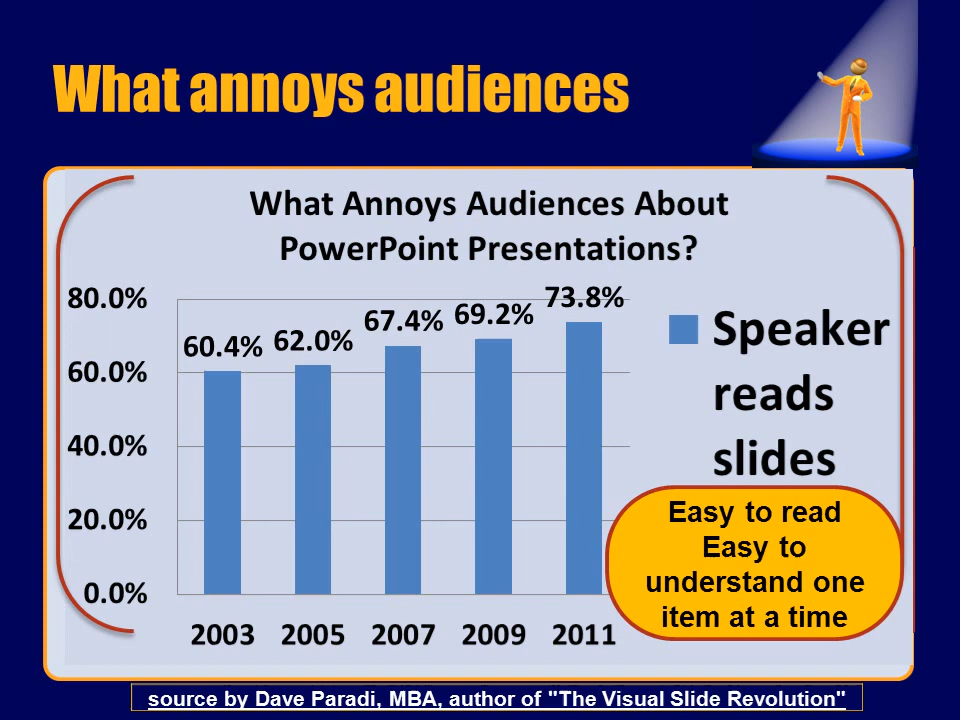 What annoys audiences
What Annoys Audiences About
PowerPoint Presentations?
80.0%
60.0%
40.0%
20.0%
0.0%
60.4%
62.0%
67.4%
69.2%
73.8%
2003
2005
2007
2009
2011
Speaker
reads
slides
Easy to read
Easy to
understand one
item at a time
source by Dave Paradi, MBA, author of "The Visual Slide Revolution"